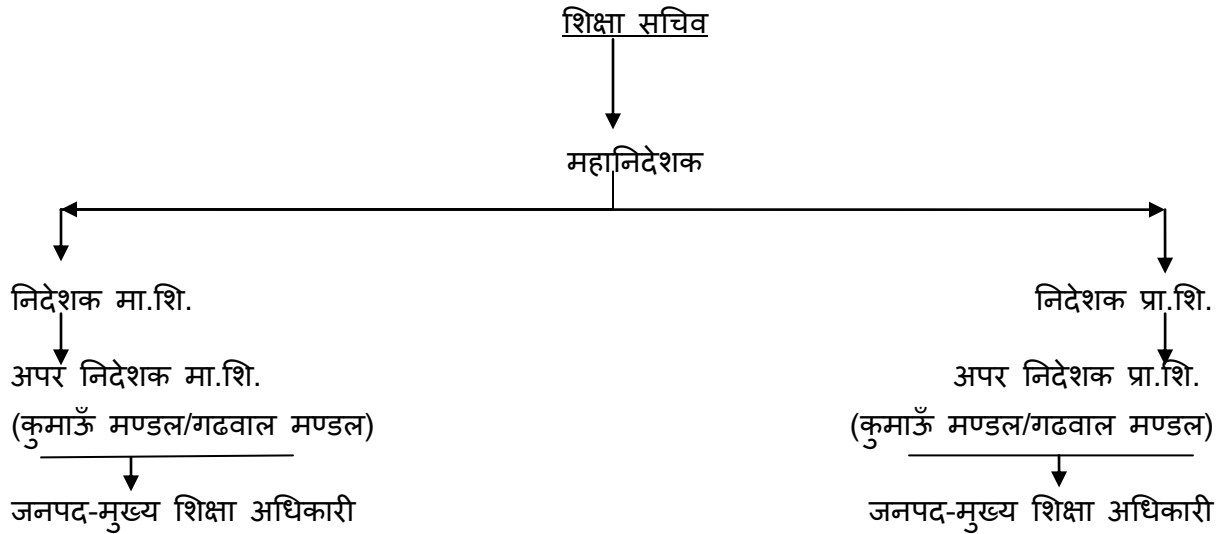 शिक्षा सचिव
महानिदेशक
निदेशक मा.शि.
निदेशक प्रा.शि.
अपर निदेशक मा.शि.
अपर निदेशक प्रा.शि.
(कुमाऊँ मण्डल/गढवाल मण्डल)
(कुमाऊँ मण्डल/गढवाल मण्डल)
जनपद-मुख्य शिक्षा अधिकारी
जनपद-मुख्य शिक्षा अधिकारी